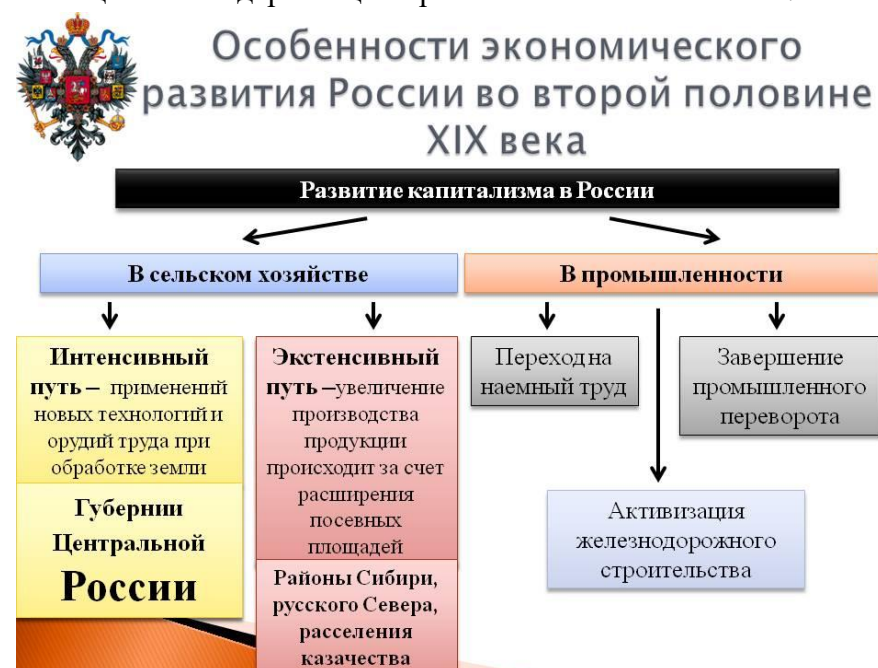 Особенности экономического
развития России во второй половине
XIX века
Развитие капитализма в России
В сельском хозяйстве
В промышленности
Интенсивный
путь – применений
новых технологий и
орудий труда при
обработке земли
Губернии
Центральной
России
Экстенсивный
путь –увеличение
производства
продукции
происходит за счет
расширения
посевных
площадей
Районы Сибири,
русского Севера,
расселения
казачества
Переход на
наемный труд
Завершение
промышленного
переворота
Активизация
железнодорожного
строительства